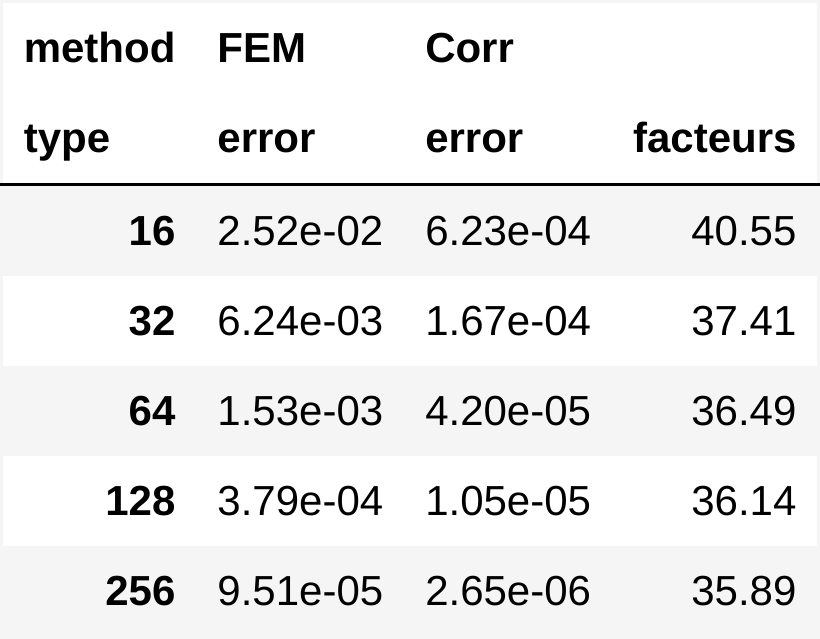 method FEM Corr
type error error facteurs
16 2.52e-02 6.23e-04 40.55
32 6.24e-03 1.67e-04 37.41
64 1.53e-03 4.20e-05 36.49
128 3.79e-04 1.05e-05 36.14
256 9.51e-05 2.65e-06 35.89